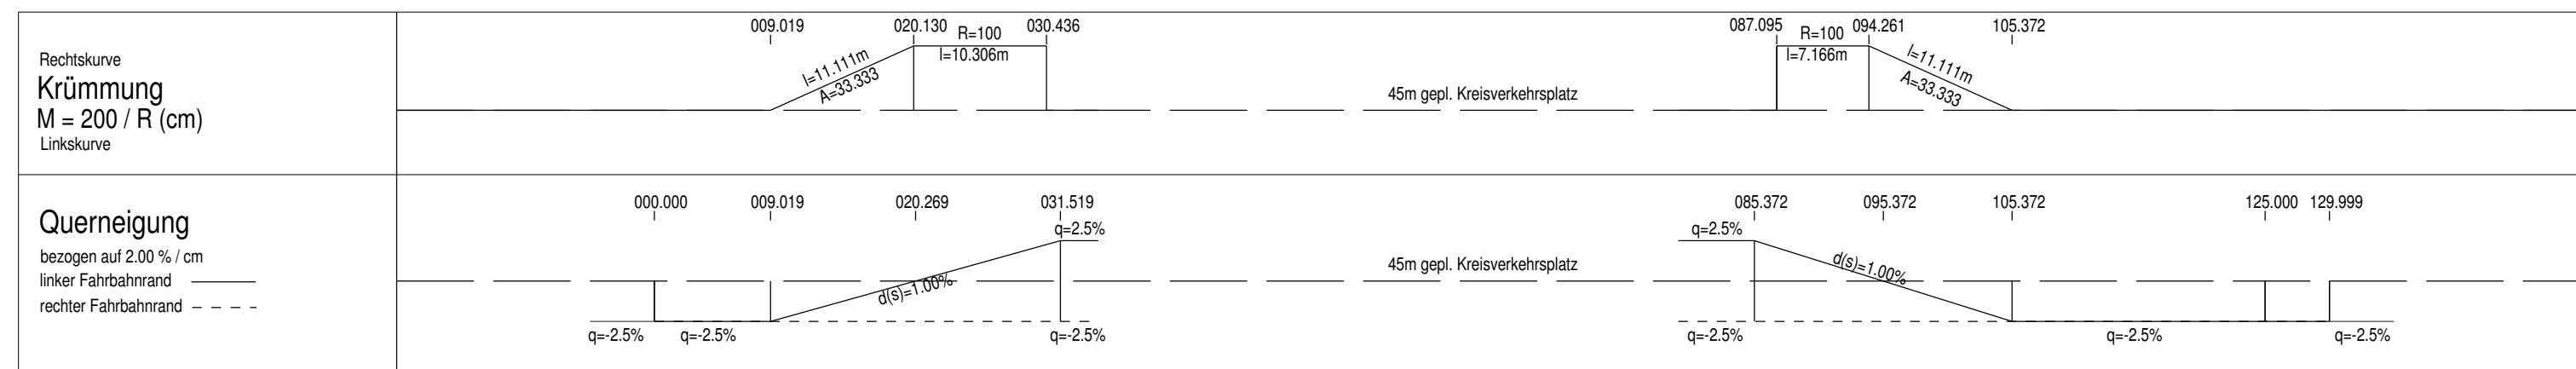 009.019 020.130 030.436 087.095 094.261 105.372
R=100 R=100
Rechtskurve
l=11.111m l=10.306m l=7.166m l=11.111m
Krümmung
A=33.333 A=33.333
45m gepl. Kreisverkehrsplatz
M = 200 / R (cm)
Linkskurve
000.000 009.019 020.269 031.519 085.372 095.372 105.372 125.000 129.999
Querneigung
q=2.5% q=2.5%
bezogen auf 2.00 % / cm
45m gepl. Kreisverkehrsplatz
d(s)=1.00% d(s)=1.00%
linker Fahrbahnrand
rechter Fahrbahnrand
q=-2.5% q=-2.5% q=-2.5% q=-2.5% q=-2.5% q=-2.5%